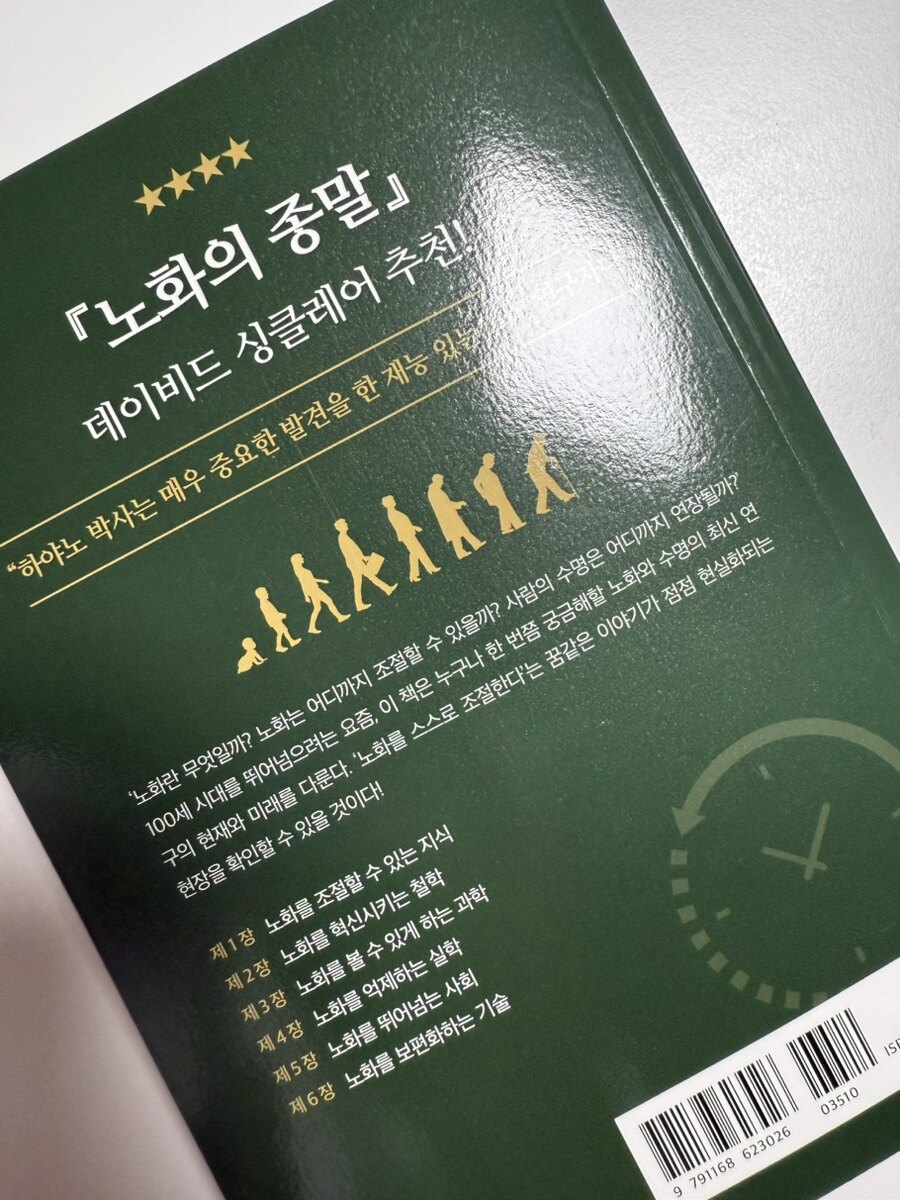 『노화의 종말』
데이비드 싱클레어 추천!
“하야노 박사는 매우 중요한 발견을 한 재능 있는
‘노화란 무엇일까? 노화는 어디까지 조절할 수 있을까? 사람의 수명은 어디까지 연장될까?’
100세 시대를 뛰어넘으려는 요즘, 이 책은 누구나 한 번쯤 궁금해할 노화와 수명의 최신 연
구의 현재와 미래를 다룬다. ‘노화를 스스로 조절한다’는 꿈같은 이야기가 점점 현실화되는
현장을 확인할 수 있을 것이다!
제1장 노화를 조절할 수 있는 지식
제2장 노화를 혁신시키는 철학
제3장 노화를 볼 수 있게 하는 과학
제4장 노화를 억제하는 실학
제5장 노화를 뛰어넘는 사회
제6장 노화를 보편화하는 기술
03510
9 791168 623026